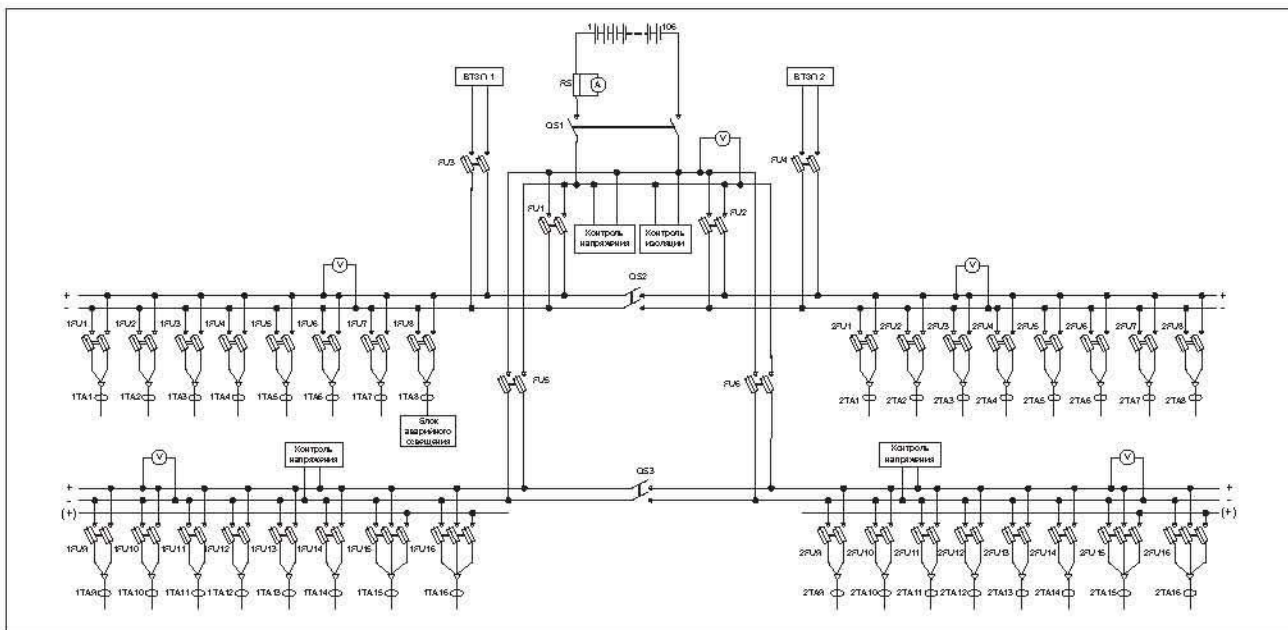 1 106
ВТЗП 1
ВТЗП 2
RS
A
QS1
V
FU3
FU4
FU1
FU2
Контроль
напряжения
Контроль
изоляции
V
QS2
V
+
+
-
-
1FU1 1FU2 1FU3 1FU4 1FU5 1FU6 1FU7 1FU8
2FU1 2FU2 2FU3 2FU4 2FU5 2FU6 2FU7 2FU8
FU5
FU6
1TA1 1TA2 1TA3 1TA4 1TA5 1TA6 1TA7 1TA8
2TA1 2TA2 2TA3 2TA4 2TA5 2TA6 2TA7 2TA8
Блок
аварийного
освещения
V
Контроль
напряжения
QS3
Контроль
напряжения
V
+
+
-
-
(+)
(+)
1FU9 1FU10 1FU11 1FU12 1FU13 1FU14 1FU15 1FU16
2FU9 2FU10 2FU11 2FU12 2FU13 2FU14 2FU15 2FU16
1TA9 1TA10 1TA11 1TA12 1TA13 1TA14 1TA15 1TA16
2TA9 2TA10 2TA11 2TA12 2TA13 2TA14 2TA15 2TA16